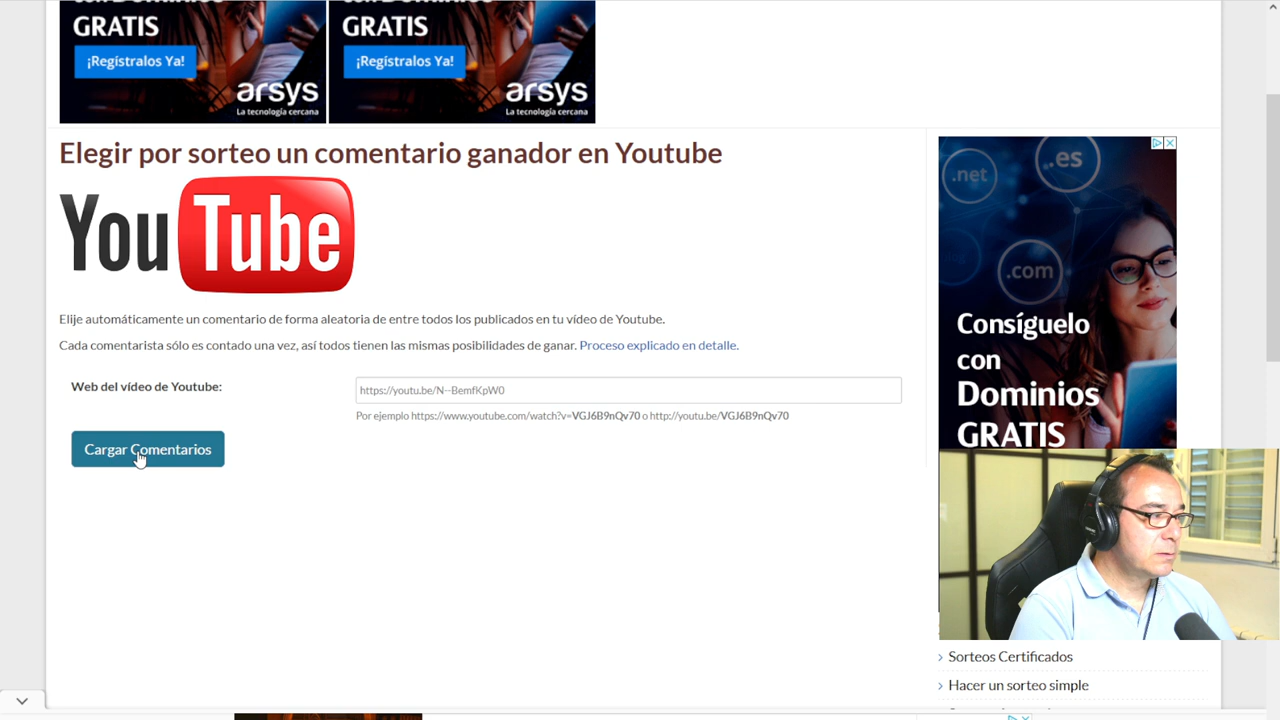 GRATIS
¡Regístralos Ya!
arsys
La tecnología cercana
GRATIS
¡Regístralos Ya!
arsys
La tecnología cercana
Elegir por sorteo un comentario ganador en Youtube
YouTube
Elije automáticamente un comentario de forma aleatoria de entre todos los publicados en tu vídeo de Youtube.
Cada comentarista sólo es contado una vez, así todos tienen las mismas posibilidades de ganar. Proceso explicado en detalle.
Web del vídeo de Youtube:
https://youtu.be/N--BemfKpW0
Por ejemplo https://www.youtube.com/watch?v=VGJ6B9nQv70 o http://youtu.be/VGJ6B9nQv70
Cargar Comentarios
.es
.net
.com
Consíguelo
con
Dominios
GRATIS
Sorteos Certificados
Hacer un sorteo simple